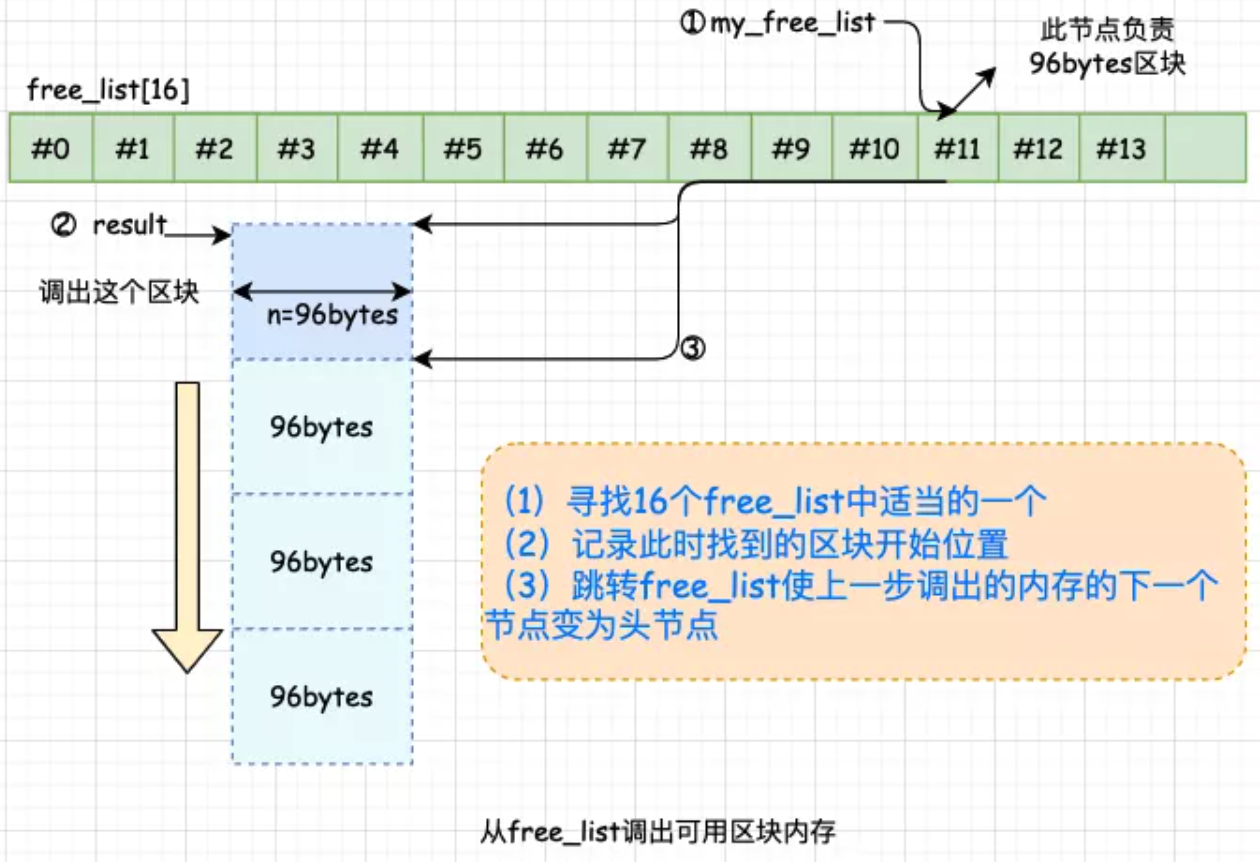 ①my_free_list
此节点负责
96bytes区块
free_list[16]
#0 #1 #2 #3 #4 #5 #6 #7 #8 #9 #10 #11 #12 #13
② result
调出这个区块
n=96bytes
③
96bytes
96bytes
96bytes
（1）寻找16个free_list中适当的一个
（2）记录此时找到的区块开始位置
（3）跳转free_list使上一步调出的内存的下一个
节点变为头节点
从free_list调出可用区块内存